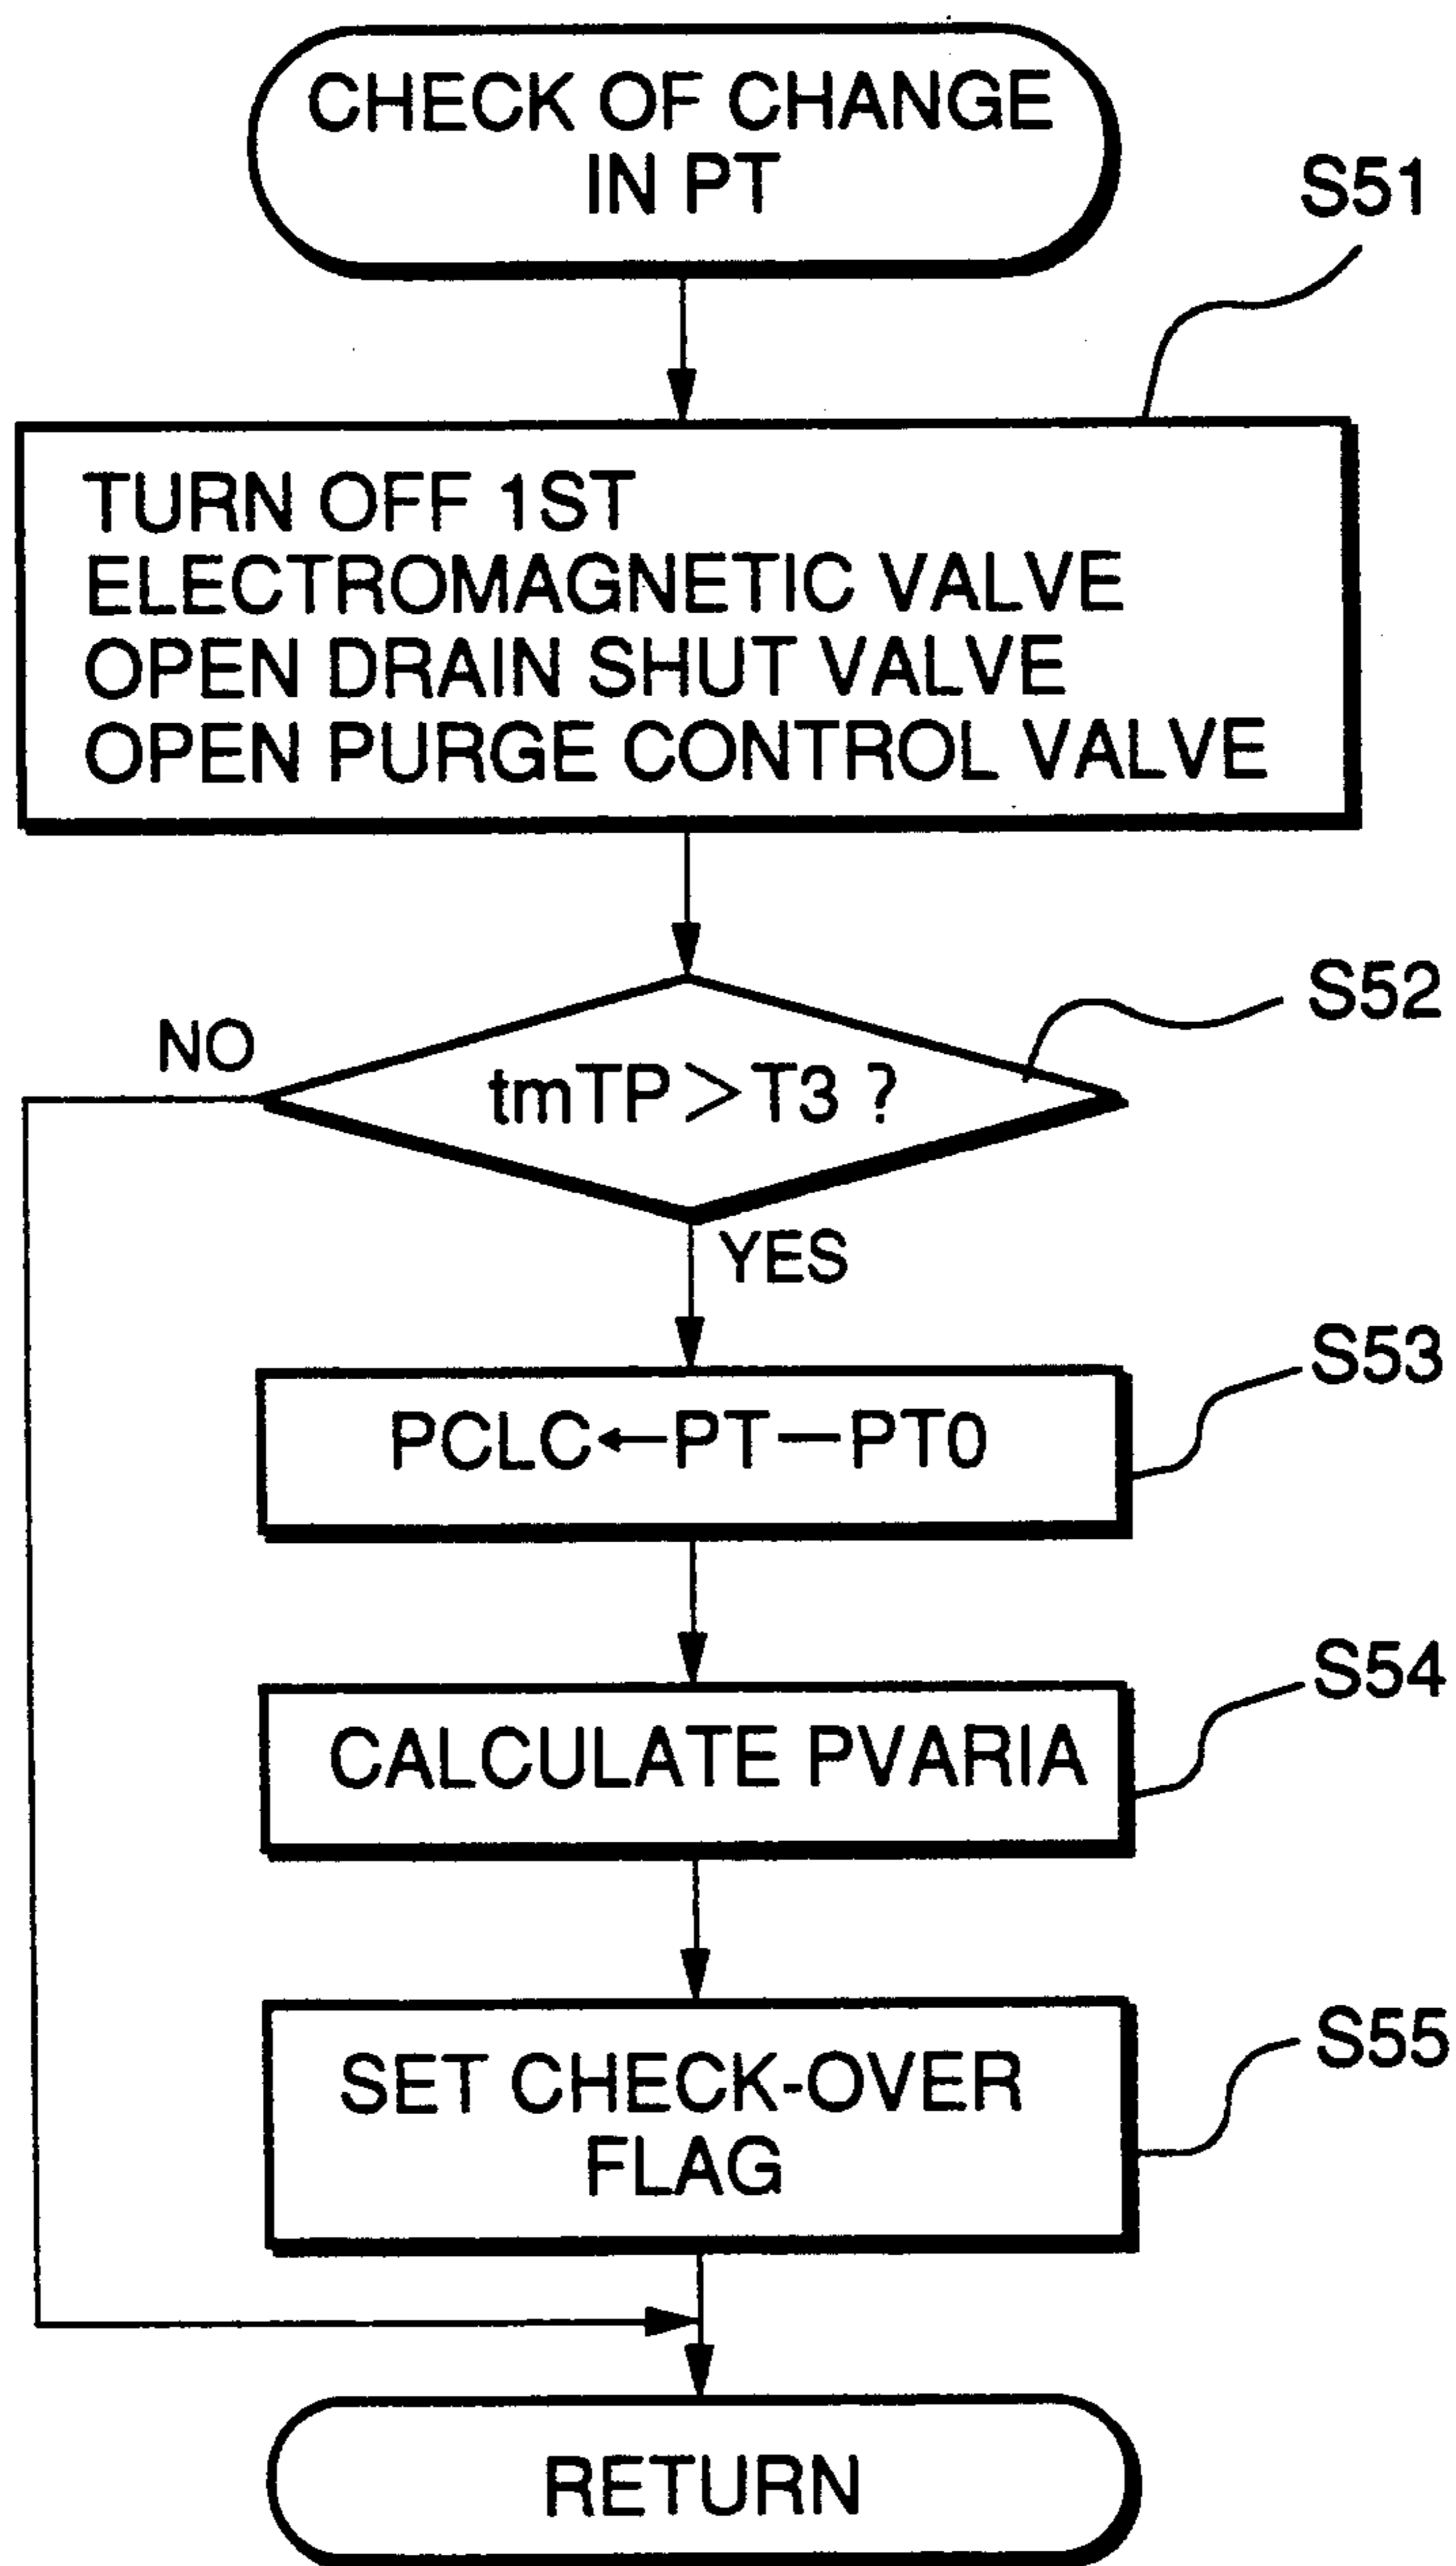 CHECK OF CHANGE
IN PT
S51
TURN OFF 1ST
ELECTROMAGNETIC VALVE
OPEN DRAIN SHUT VALVE
OPEN PURGE CONTROL VALVE
S52
NO
tmTP>T3 ?
YES
S53
PCLC←PT−PT0
S54
CALCULATE PVARIA
S55
SET CHECK-OVER
FLAG
RETURN